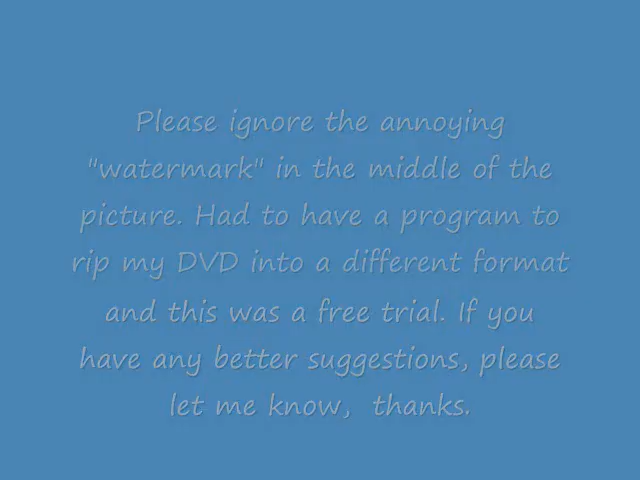 Please ignore the annoying
"watermark" in the middle of the
picture. Had to have a program to
rip my DVD into a different format
and this was a free trial. If you
have any better suggestions, please
let me know,  thanks.